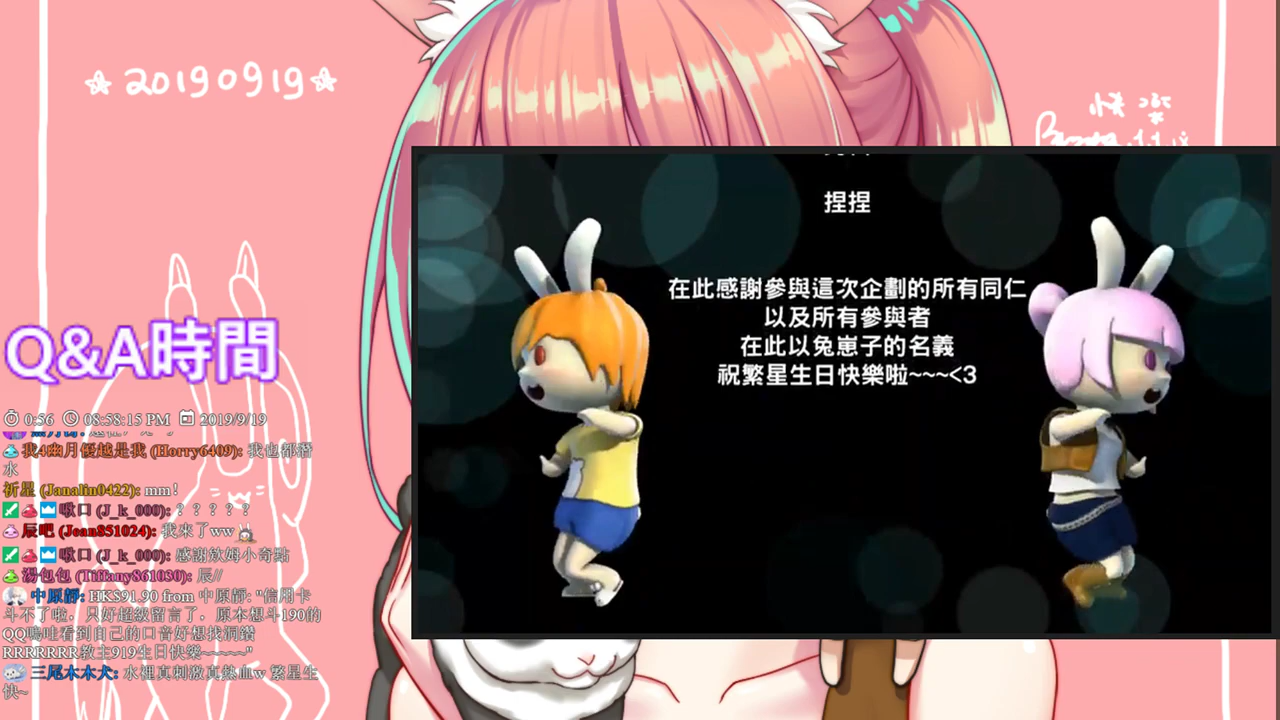 20190919
快樂
捏捏
在此感謝參與這次企劃的所有同仁
以及所有參與者
在此以兔崽子的名義
祝繁星生日快樂啦~~~<3
Q&A時間
0:56 08:58:15 PM 2019/9/19
我4幽月優越是我 (Horry6409): 我也都潛
水
祈星 (Janalin0422): mm!
啾口 (J_k_000): ? ? ? ? ?
辰吧 (Jean851024): 我來了ww
啾口 (J_k_000): 感謝欸姆小奇點
湯包包 (Tiffany861030): 辰//
中原靜: HK$91.90 from 中原靜: "信用卡
斗不了啦，只好超級留言了，原本想斗190的
QQ嗚哇看到自己的口音好想找洞鑽
RRRRRRR教主919生日快樂~~~~~"
三尾木木犬: 水裡真刺激真熱血w 繁星生
快~